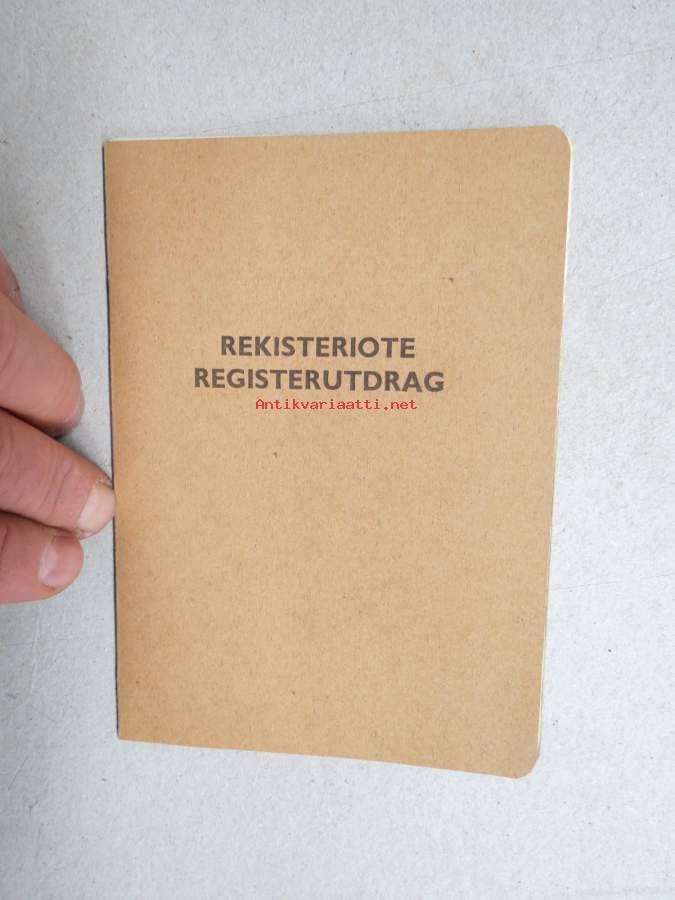 REKISTERIOTE
REGISTERUTDRAG
Antikvariaatti.net